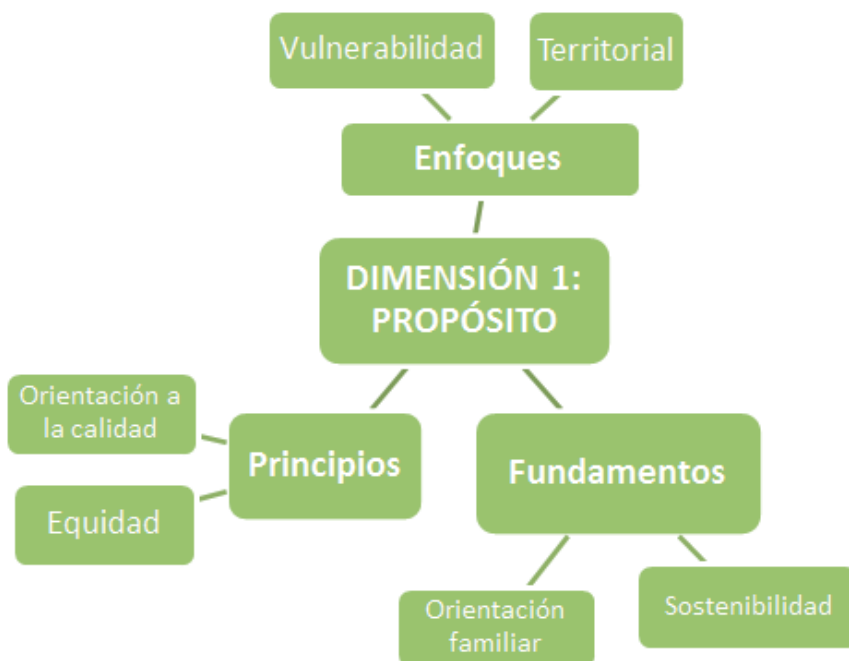 Vulnerabilidad
Territorial
Enfoques
DIMENSIÓN 1:
PROPÓSITO
Orientación a
la calidad
Principios
Equidad
Fundamentos
Orientación
familiar
Sostenibilidad